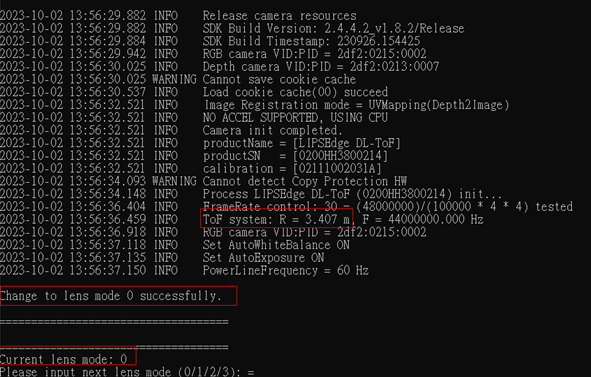 2023-10-02 13:56:29.882 INFO Release camera resources
2023-10-02 13:56:29.882 INFO SDK Build Version: 2.4.4.2_v1.8.2/Release
2023-10-02 13:56:29.884 INFO SDK Build Timestamp: 230926.154425
2023-10-02 13:56:29.942 INFO RGB camera VID:PID = 2df2:0215:0002
2023-10-02 13:56:30.025 INFO Depth camera VID:PID = 2df2:0213:0007
2023-10-02 13:56:30.025 WARNING Cannot save cookie cache
2023-10-02 13:56:30.537 INFO Load cookie cache(00) succeed
2023-10-02 13:56:32.521 INFO Image Registration mode = UVMapping(Depth2Image)
2023-10-02 13:56:32.521 INFO NO ACCEL SUPPORTED, USING CPU
2023-10-02 13:56:32.521 INFO Camera init completed.
2023-10-02 13:56:32.521 INFO productName = [LIPSEdge DL-ToF]
2023-10-02 13:56:32.521 INFO productSN = [0200HH3800214]
2023-10-02 13:56:32.521 INFO calibration = [02111002031A]
2023-10-02 13:56:34.093 WARNING Cannot detect Copy Protection HW
2023-10-02 13:56:34.148 INFO Process LIPSEdge DL-ToF (0200HH3800214) init...
2023-10-02 13:56:36.404 INFO FrameRate control: 30 - (48000000)/(100000 * 4 * 4) tested
2023-10-02 13:56:36.459 INFO ToF system: R = 3.407 m, F = 44000000.000 Hz
2023-10-02 13:56:36.918 INFO RGB camera VID:PID = 2df2:0215:0002
2023-10-02 13:56:37.118 INFO Set AutoWhiteBalance ON
2023-10-02 13:56:37.135 INFO Set AutoExposure ON
2023-10-02 13:56:37.150 INFO PowerLineFrequency = 60 Hz
Change to lens mode 0 successfully.
====================================
====================================
Current lens mode: 0
Please input next lens mode (0/1/2/3): =